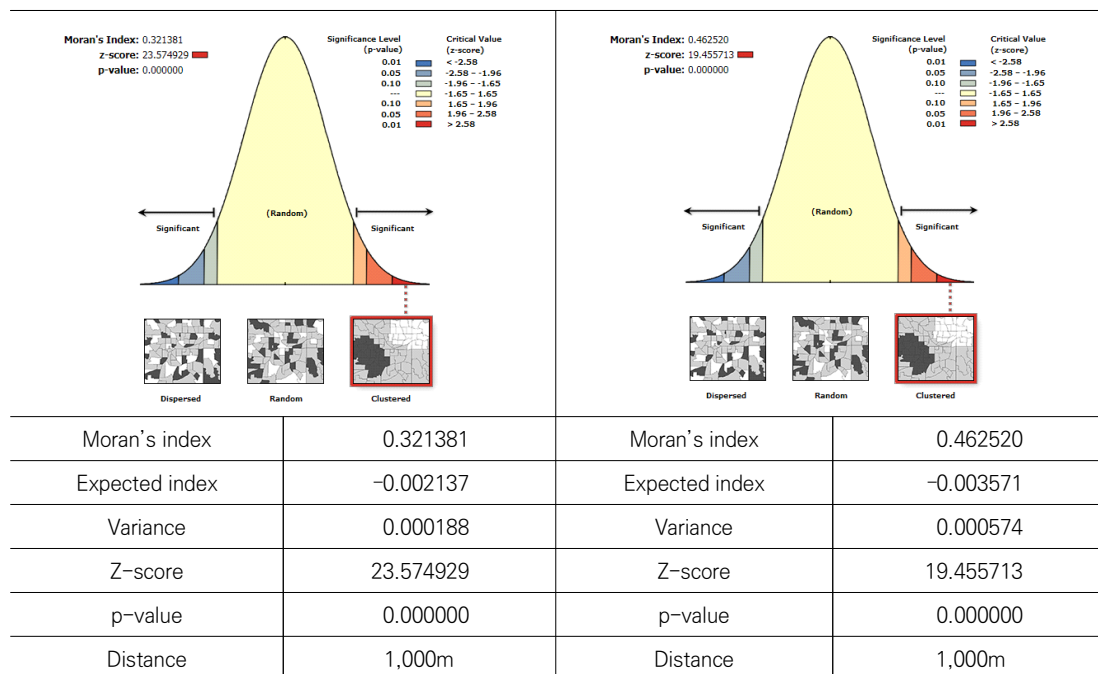 Moran's Index: 0.321381
z-score: 23.574929
p-value: 0.000000
Significance Level (p-value)
Critical Value (z-score)
0.01 < -2.58
0.05 -2.58 - -1.96
0.10 -1.96 - -1.65
--- -1.65 - 1.65
0.10 1.65 - 1.96
0.05 1.96 - 2.58
0.01 > 2.58
(Random)
Significant Significant
Dispersed Random Clustered
Moran's Index: 0.462520
z-score: 19.455713
p-value: 0.000000
Significance Level (p-value)
Critical Value (z-score)
0.01 < -2.58
0.05 -2.58 - -1.96
0.10 -1.96 - -1.65
--- -1.65 - 1.65
0.10 1.65 - 1.96
0.05 1.96 - 2.58
0.01 > 2.58
(Random)
Significant Significant
Dispersed Random Clustered
Moran's index 0.321381 Moran's index 0.462520
Expected index -0.002137 Expected index -0.003571
Variance 0.000188 Variance 0.000574
Z-score 23.574929 Z-score 19.455713
p-value 0.000000 p-value 0.000000
Distance 1,000m Distance 1,000m